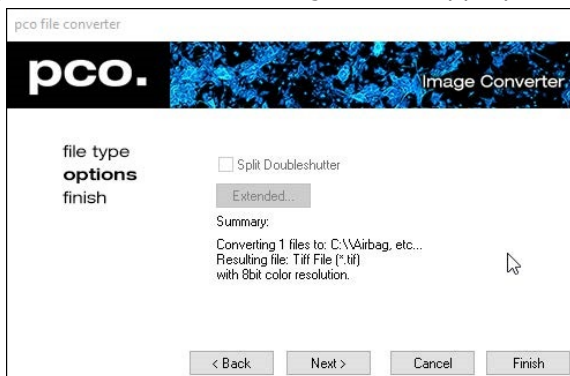 pco file converter
pco.
Image Converter
file type
options
finish
Split Doubleshutter
Extended...
Summary:
Converting 1 files to: C:\\Airbag, etc...
Resulting file: Tiff File (*.tif)
with 8bit color resolution.
< Back
Next >
Cancel
Finish